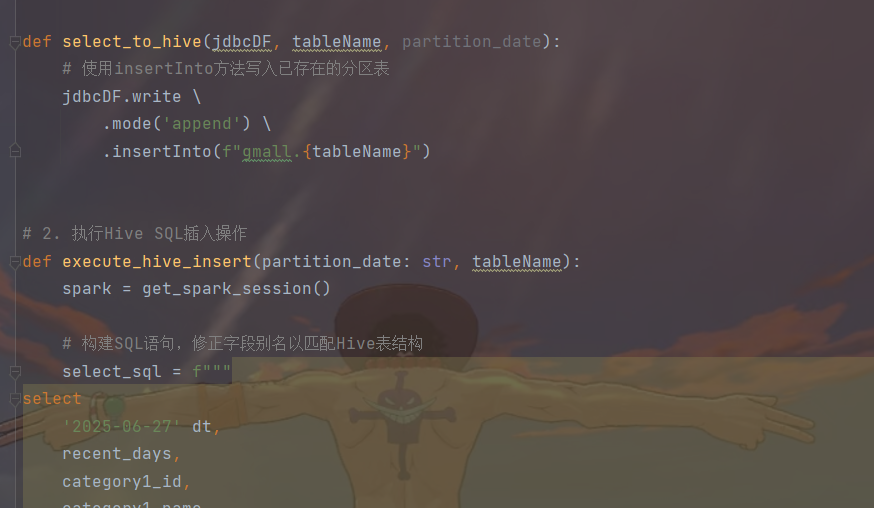 def select_to_hive(jdbcDF, tableName, partition_date):
    # 使用insertInto方法写入已存在的分区表
    jdbcDF.write \
        .mode('append') \
        .insertInto(f"gmall.{tableName}")
# 2. 执行Hive SQL插入操作
def execute_hive_insert(partition_date: str, tableName):
    spark = get_spark_session()
    # 构建SQL语句，修正字段别名以匹配Hive表结构
    select_sql = f"""
select
    '2025-06-27' dt,
    recent_days,
    category1_id,
    category1_name